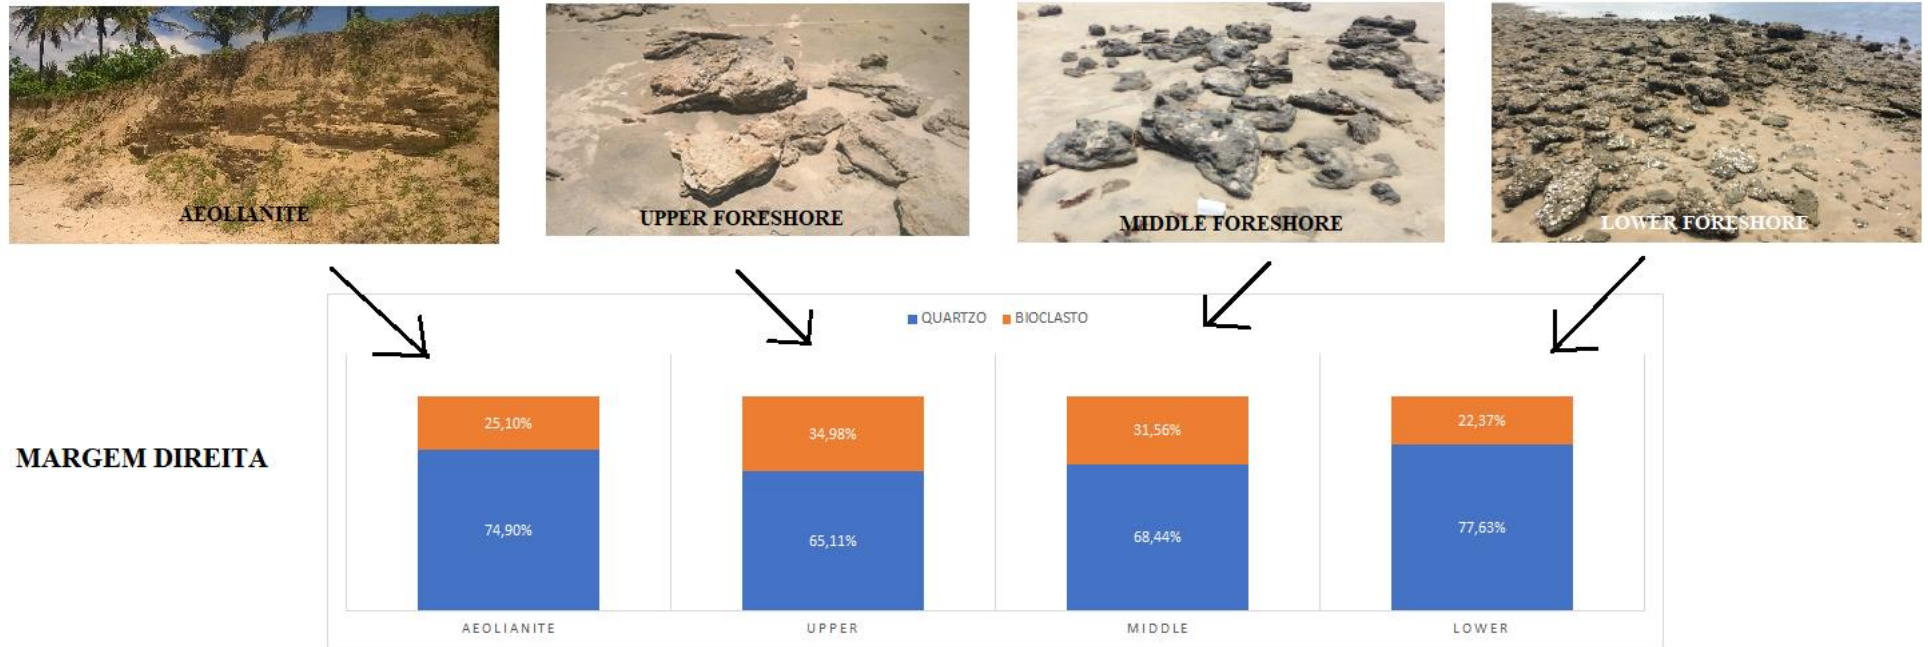 AEOLIANITE
UPPER FORESHORE
MIDDLE FORESHORE
LOWER FORESHORE
QUARTZO BIOCLASTO
MARGEM DIREITA
25,10%
34,98%
31,56%
22,37%
74,90%
65,11%
68,44%
77,63%
AEOLIANITE
UPPER
MIDDLE
LOWER